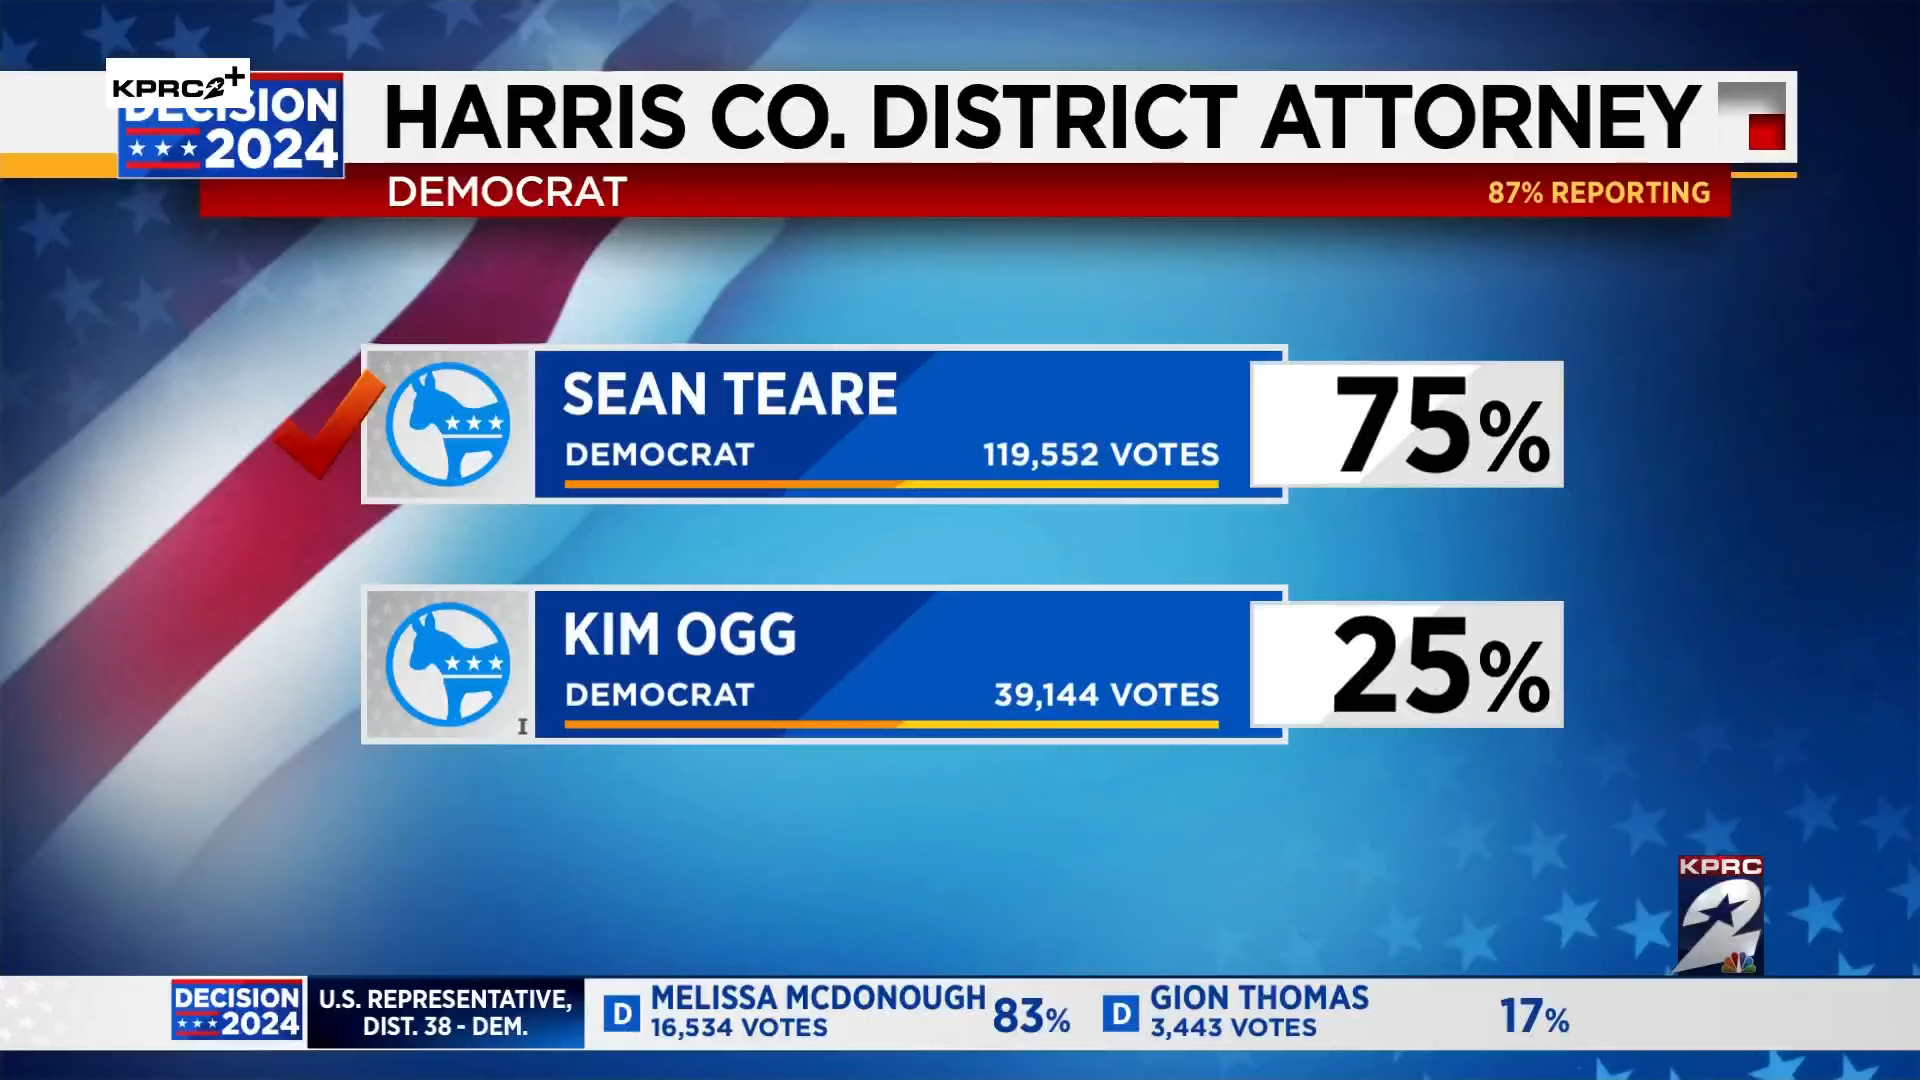 KPRC2+
DECISION
2024
HARRIS CO. DISTRICT ATTORNEY
DEMOCRAT
87% REPORTING
SEAN TEARE
DEMOCRAT
119,552 VOTES
75%
KIM OGG
DEMOCRAT
39,144 VOTES
25%
I
KPRC
2
DECISION
2024
U.S. REPRESENTATIVE,
DIST. 38 - DEM.
D
MELISSA MCDONOUGH
16,534 VOTES
83%
D
GION THOMAS
3,443 VOTES
17%